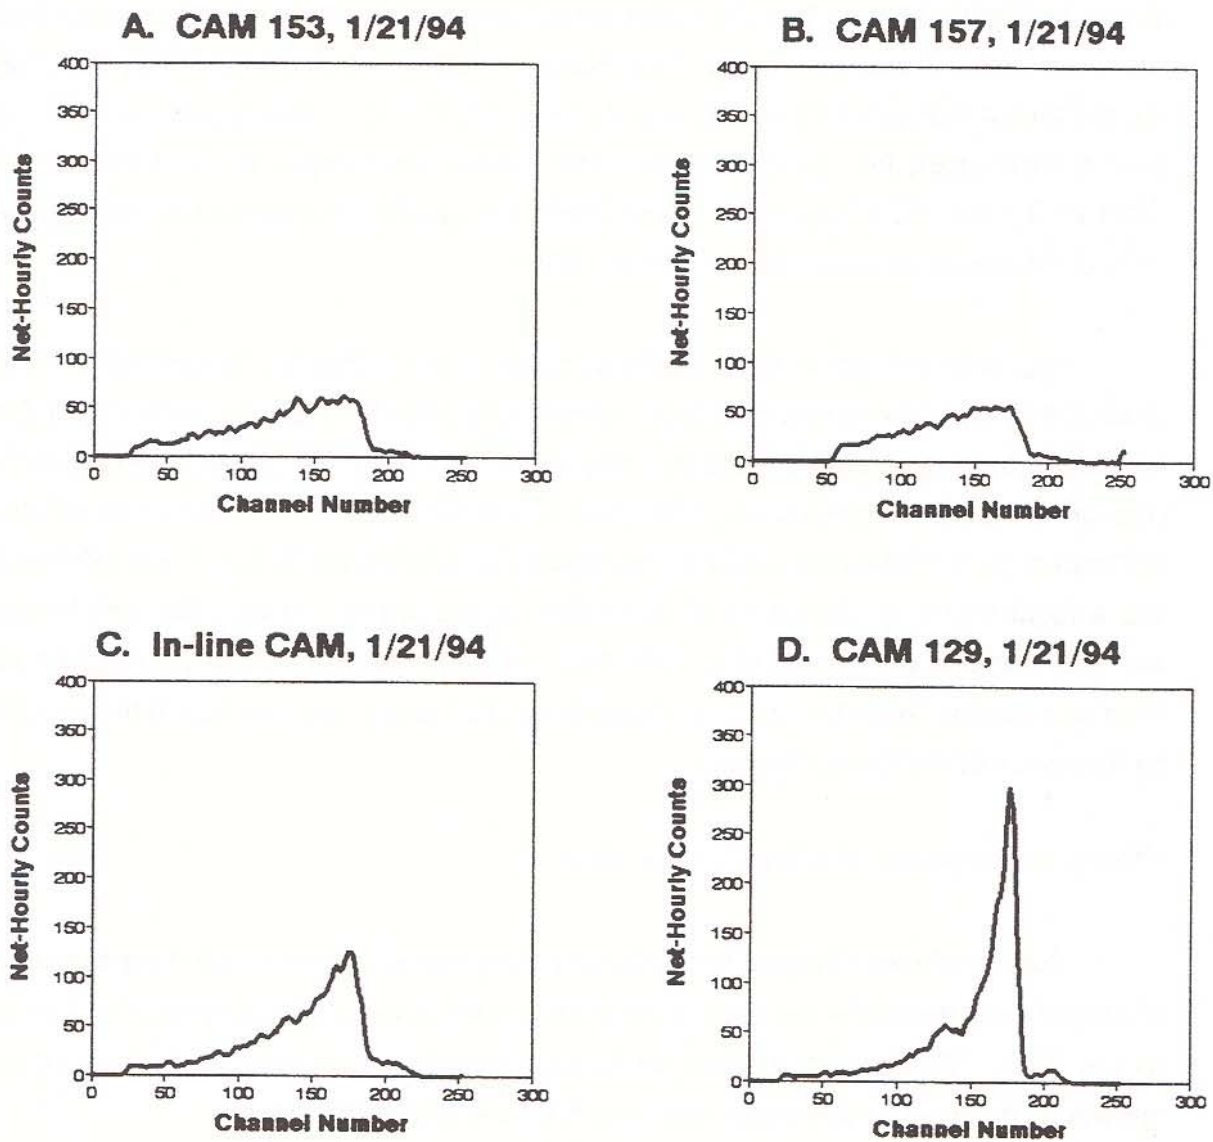 A. CAM 153, 1/21/94
400
350
300
250
200
150
100
50
0
Net-Hourly Counts
0 50 100 150 200 250 300
Channel Number
B. CAM 157, 1/21/94
400
350
300
250
200
150
100
50
0
Net-Hourly Counts
0 50 100 150 200 250 300
Channel Number
C. In-line CAM, 1/21/94
400
350
300
250
200
150
100
50
0
Net-Hourly Counts
0 50 100 150 200 250 300
Channel Number
D. CAM 129, 1/21/94
400
350
300
250
200
150
100
50
0
Net-Hourly Counts
0 50 100 150 200 250 300
Channel Number